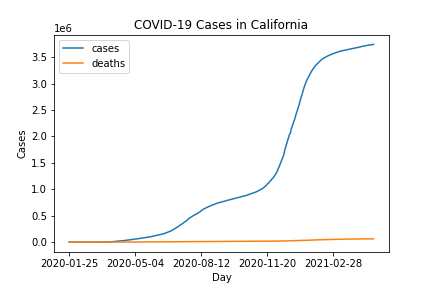 COVID-19 Cases in California
1e6
cases
deaths
3.5
3.0
2.5
2.0
1.5
1.0
0.5
0.0
Cases
2020-01-25 2020-05-04 2020-08-12 2020-11-20 2021-02-28
Day